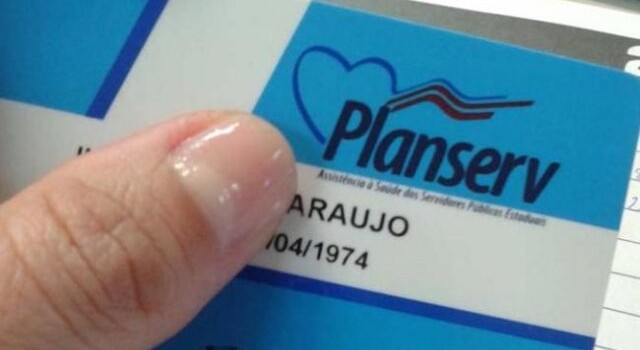 Planserv
Assistência à Saúde dos Servidores Públicos Estaduais
ARAUJO
/04/1974